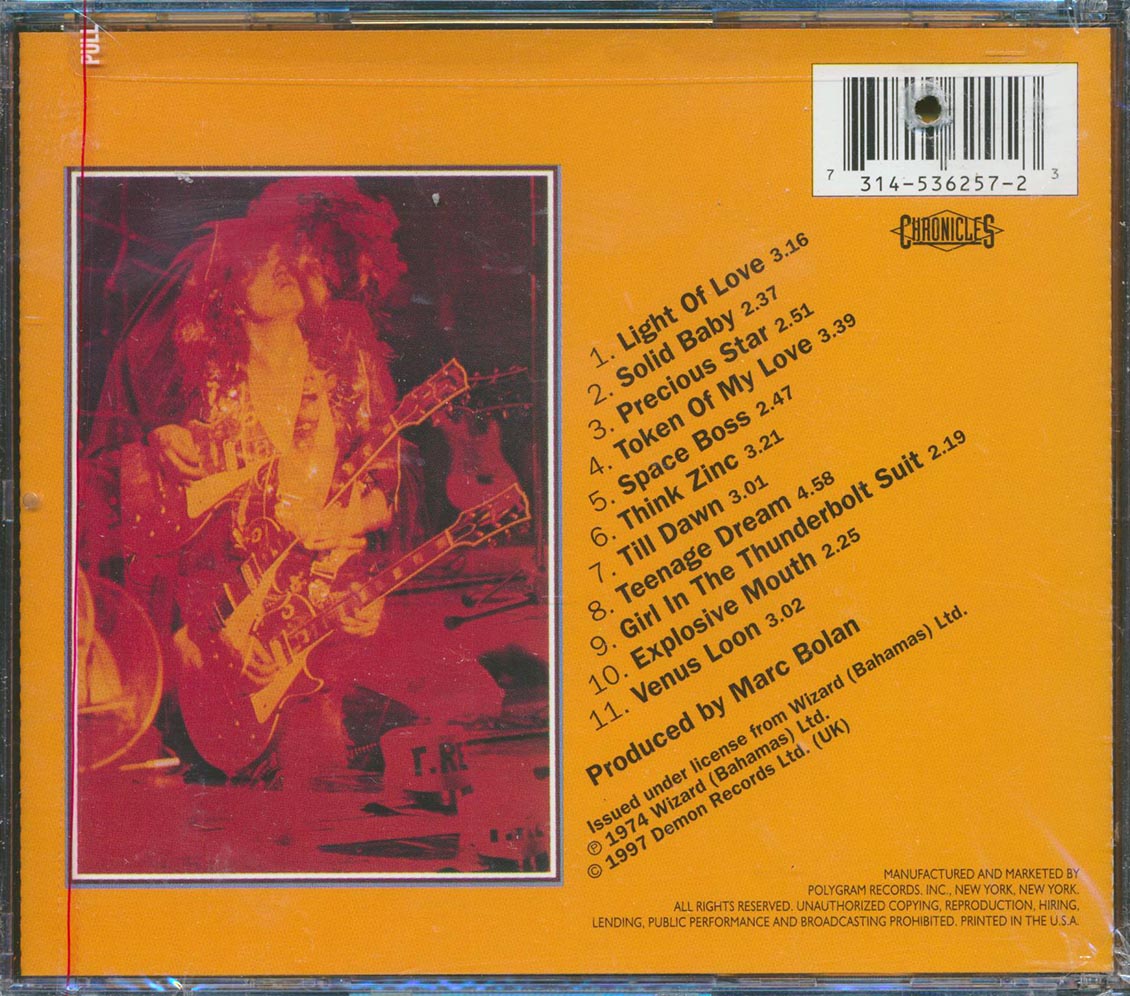 PULL
7 314-536257-2 3
CHRONICLES
1. Light Of Love 3.16
2. Solid Baby 2.37
3. Precious Star 2.51
4. Token Of My Love 3.39
5. Space Boss 2.47
6. Think Zinc 3.21
7. Till Dawn 3.01
8. Teenage Dream 4.58
9. Girl In The Thunderbolt Suit 2.19
10. Explosive Mouth 2.25
11. Venus Loon 3.02
Produced by Marc Bolan
Issued under license from Wizard (Bahamas) Ltd.
℗ 1974 Wizard (Bahamas) Ltd.
© 1997 Demon Records Ltd. (UK)
T.RE
MANUFACTURED AND MARKETED BY
POLYGRAM RECORDS. INC., NEW YORK, NEW YORK.
ALL RIGHTS RESERVED. UNAUTHORIZED COPYING, REPRODUCTION, HIRING,
LENDING, PUBLIC PERFORMANCE AND BROADCASTING PROHIBITED. PRINTED IN THE U.S.A.